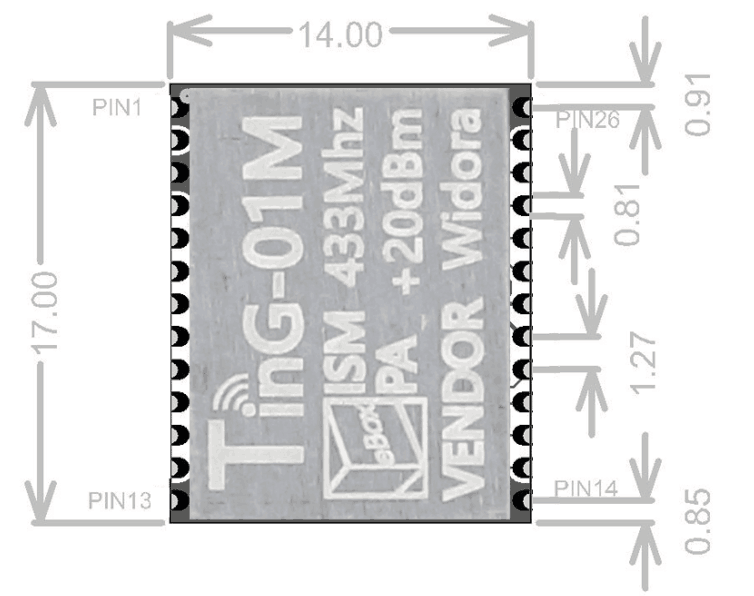 14.00
PIN1
PIN26
0.91
0.81
17.00
1.27
PIN13
PIN14
0.85
TinG-01M
ISM 433Mhz
PA +20dBm
eBox
VENDOR Widora